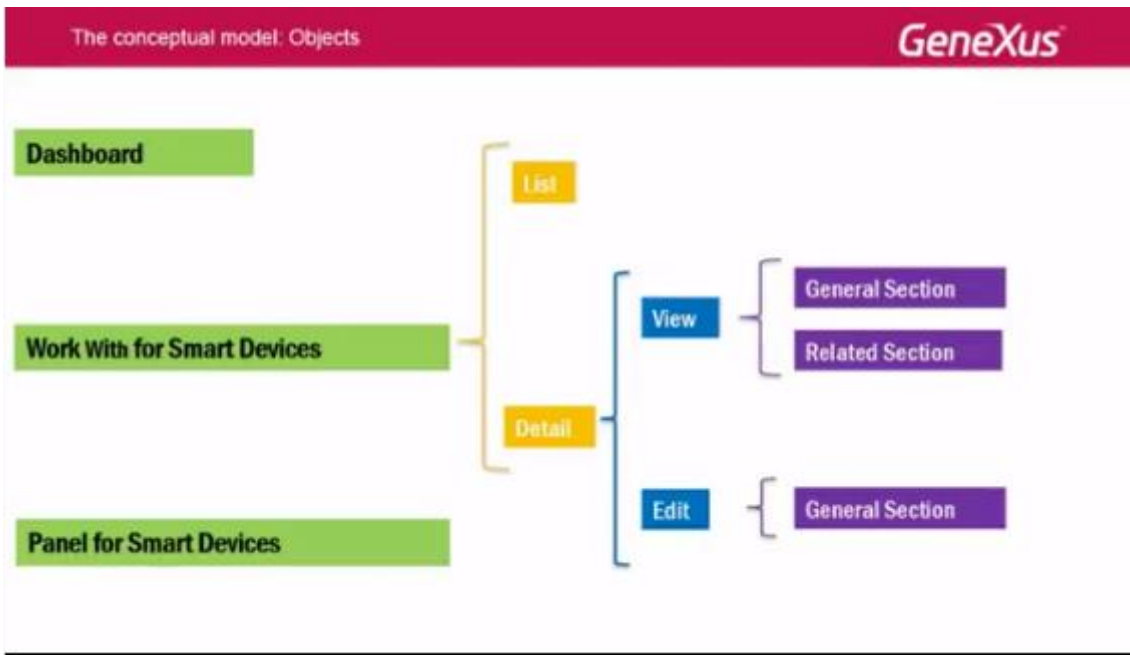 The conceptual model: Objects
GeneXus
Dashboard
List
Work With for Smart Devices
Detail
View
General Section
Related Section
Edit
General Section
Panel for Smart Devices